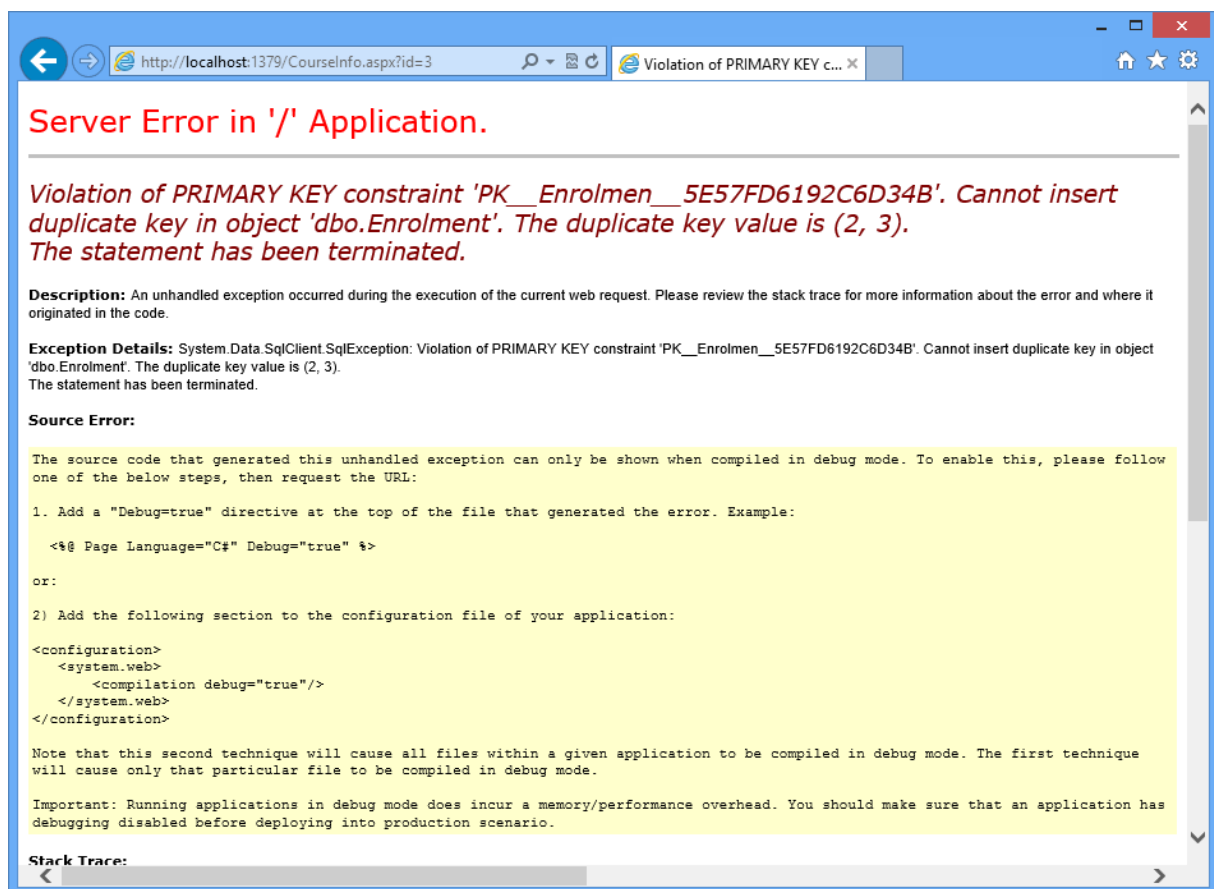 http://localhost:1379/CourseInfo.aspx?id=3
Violation of PRIMARY KEY c...
Server Error in '/' Application.
Violation of PRIMARY KEY constraint 'PK__Enrolmen__5E57FD6192C6D34B'. Cannot insert
duplicate key in object 'dbo.Enrolment'. The duplicate key value is (2, 3).
The statement has been terminated.
Description: An unhandled exception occurred during the execution of the current web request. Please review the stack trace for more information about the error and where it
originated in the code.
Exception Details: System.Data.SqlClient.SqlException: Violation of PRIMARY KEY constraint 'PK__Enrolmen__5E57FD6192C6D34B'. Cannot insert duplicate key in object
'dbo.Enrolment'. The duplicate key value is (2, 3).
The statement has been terminated.
Source Error:
The source code that generated this unhandled exception can only be shown when compiled in debug mode. To enable this, please follow
one of the below steps, then request the URL:
1. Add a "Debug=true" directive at the top of the file that generated the error. Example:
<%@ Page Language="C#" Debug="true" %>
or:
2) Add the following section to the configuration file of your application:
<configuration>
<system.web>
<compilation debug="true"/>
</system.web>
</configuration>
Note that this second technique will cause all files within a given application to be compiled in debug mode. The first technique
will cause only that particular file to be compiled in debug mode.
Important: Running applications in debug mode does incur a memory/performance overhead. You should make sure that an application has
debugging disabled before deploying into production scenario.
Stack Trace: